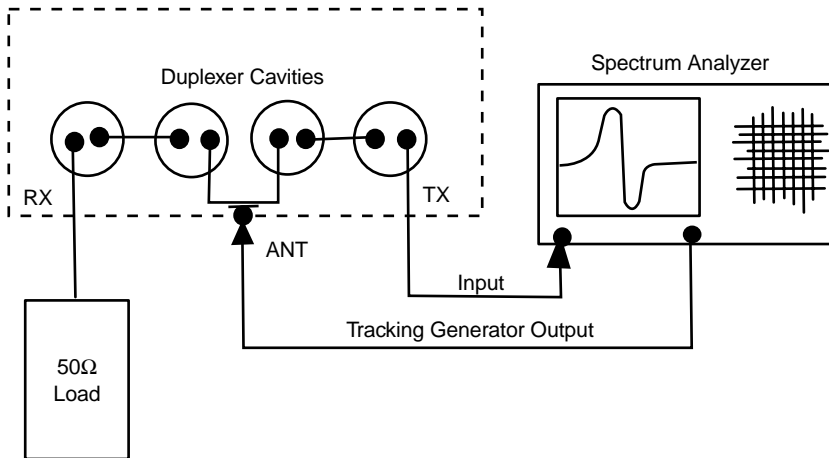 Duplexer Cavities
Spectrum Analyzer
RX
TX
ANT
Input
Tracking Generator Output
50Ω
Load